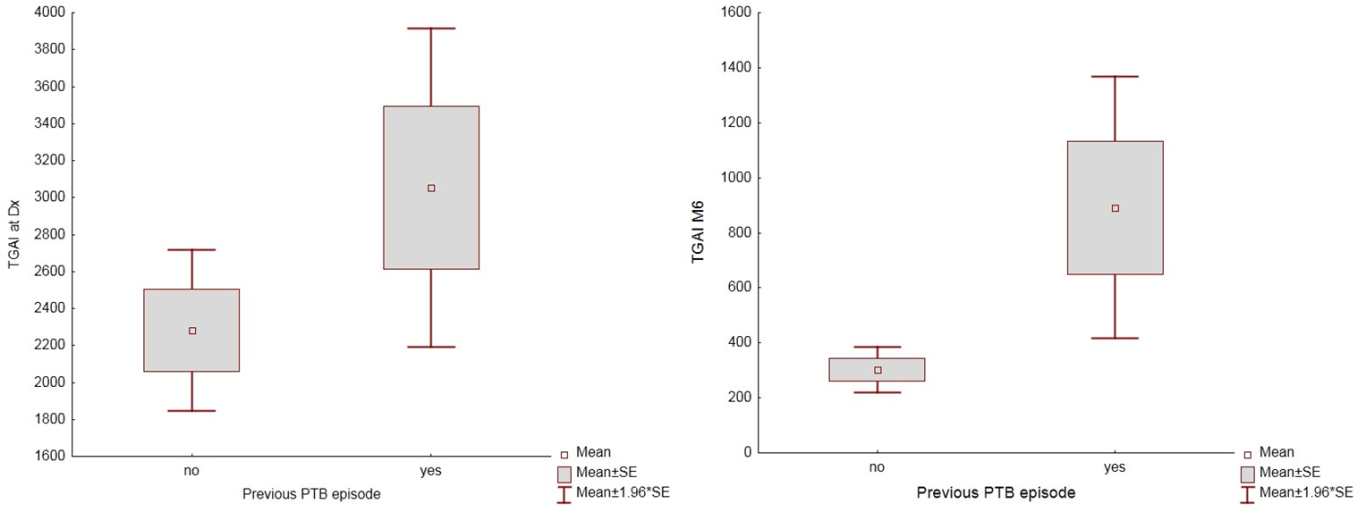 4000
3800
3600
3400
3200
3000
2800
2600
2400
2200
2000
1800
1600
TGAI at Dx
no
yes
Previous PTB episode
Mean
Mean±SE
Mean±1.96*SE
1600
1400
1200
1000
800
600
400
200
0
TGAI M6
no
yes
Previous PTB episode
Mean
Mean±SE
Mean±1.96*SE